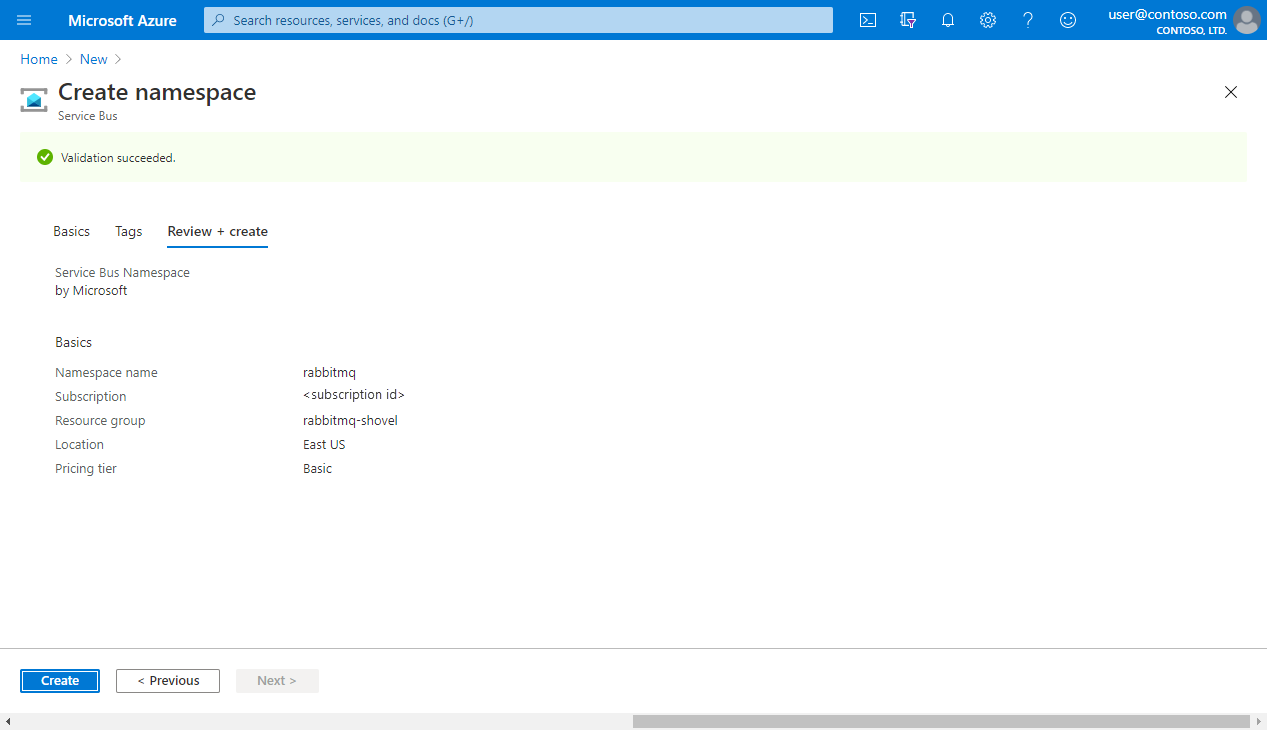 Microsoft Azure
Search resources, services, and docs (G+/)
user@contoso.com
CONTOSO, LTD.
Home > New >
Create namespace
Service Bus
Validation succeeded.
Basics Tags Review + create
Service Bus Namespace
by Microsoft
Basics
Namespace name rabbitmq
Subscription <subscription id>
Resource group rabbitmq-shovel
Location East US
Pricing tier Basic
Create < Previous Next >